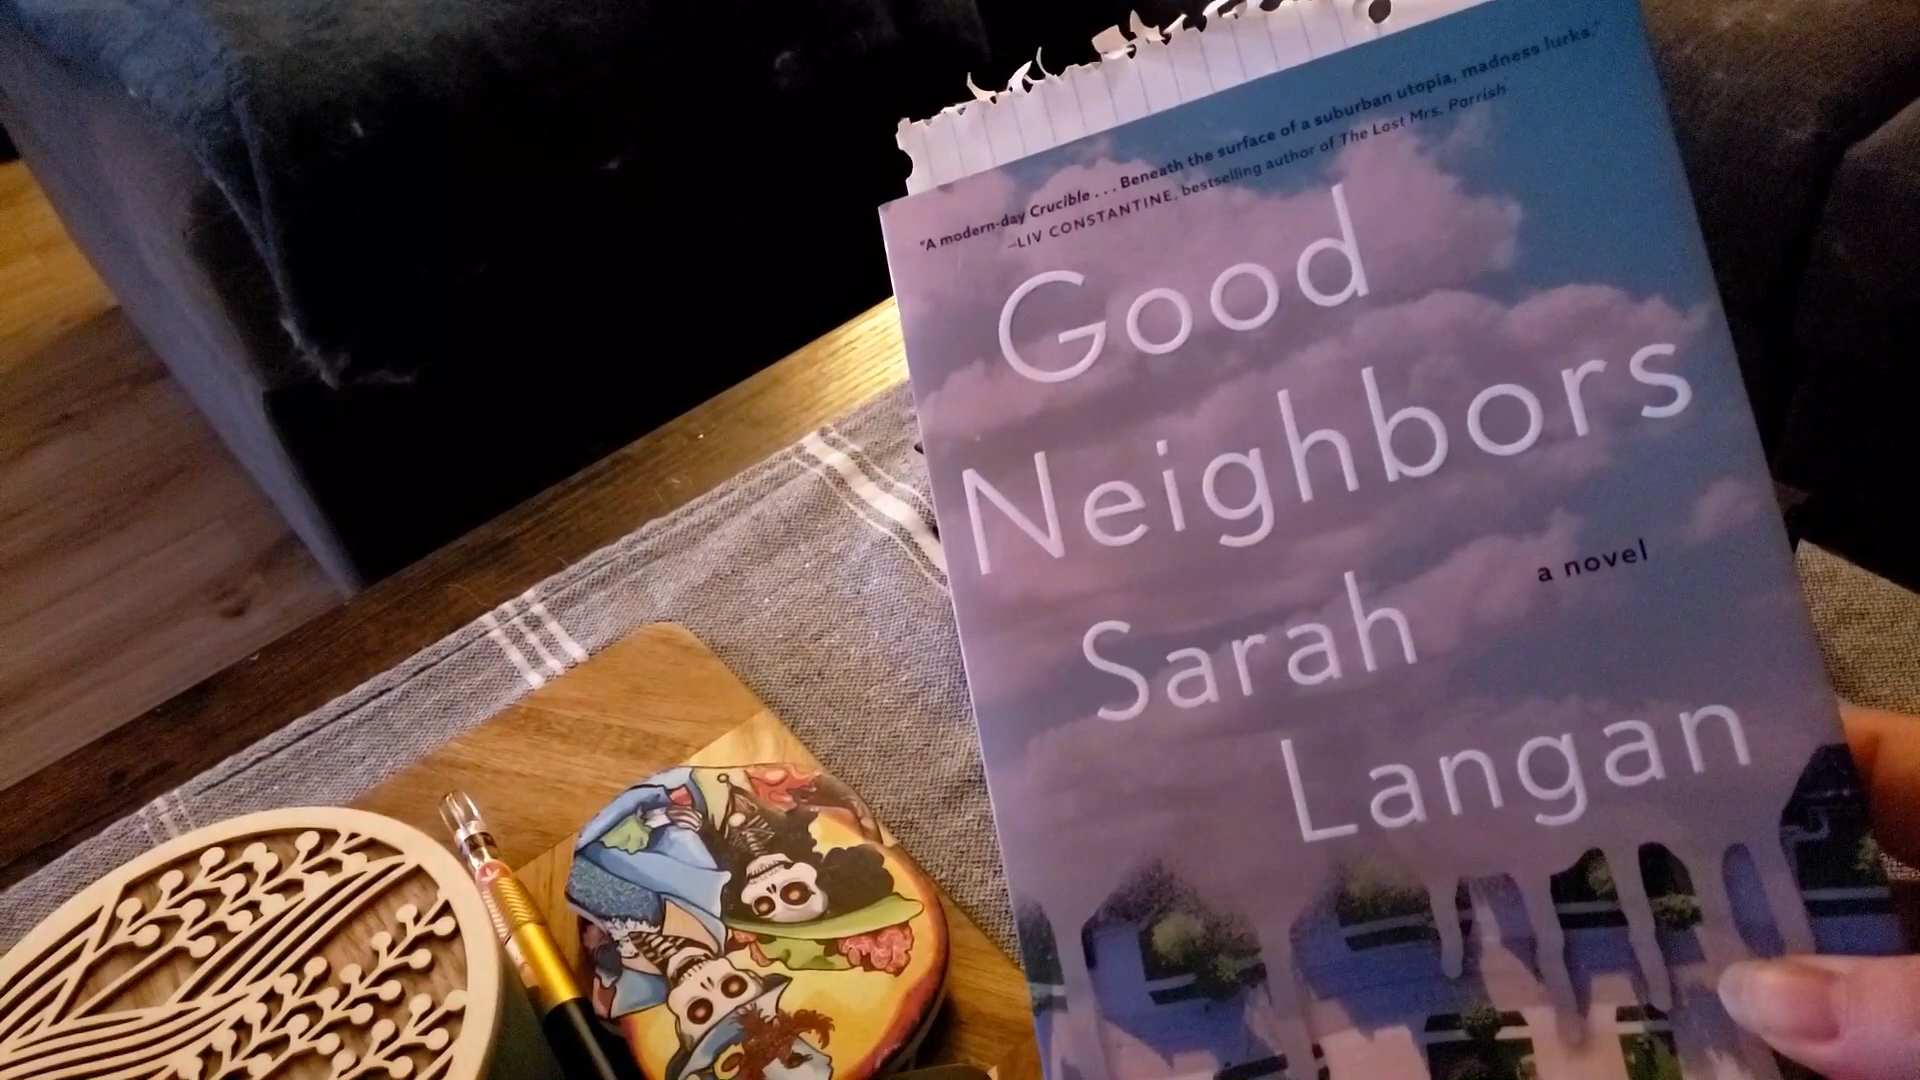 "A modern-day Crucible . . . Beneath the surface of a suburban utopia, madness lurks."
–LIV CONSTANTINE, bestselling author of The Last Mrs. Parrish
Good
Neighbors
a novel
Sarah
Langan